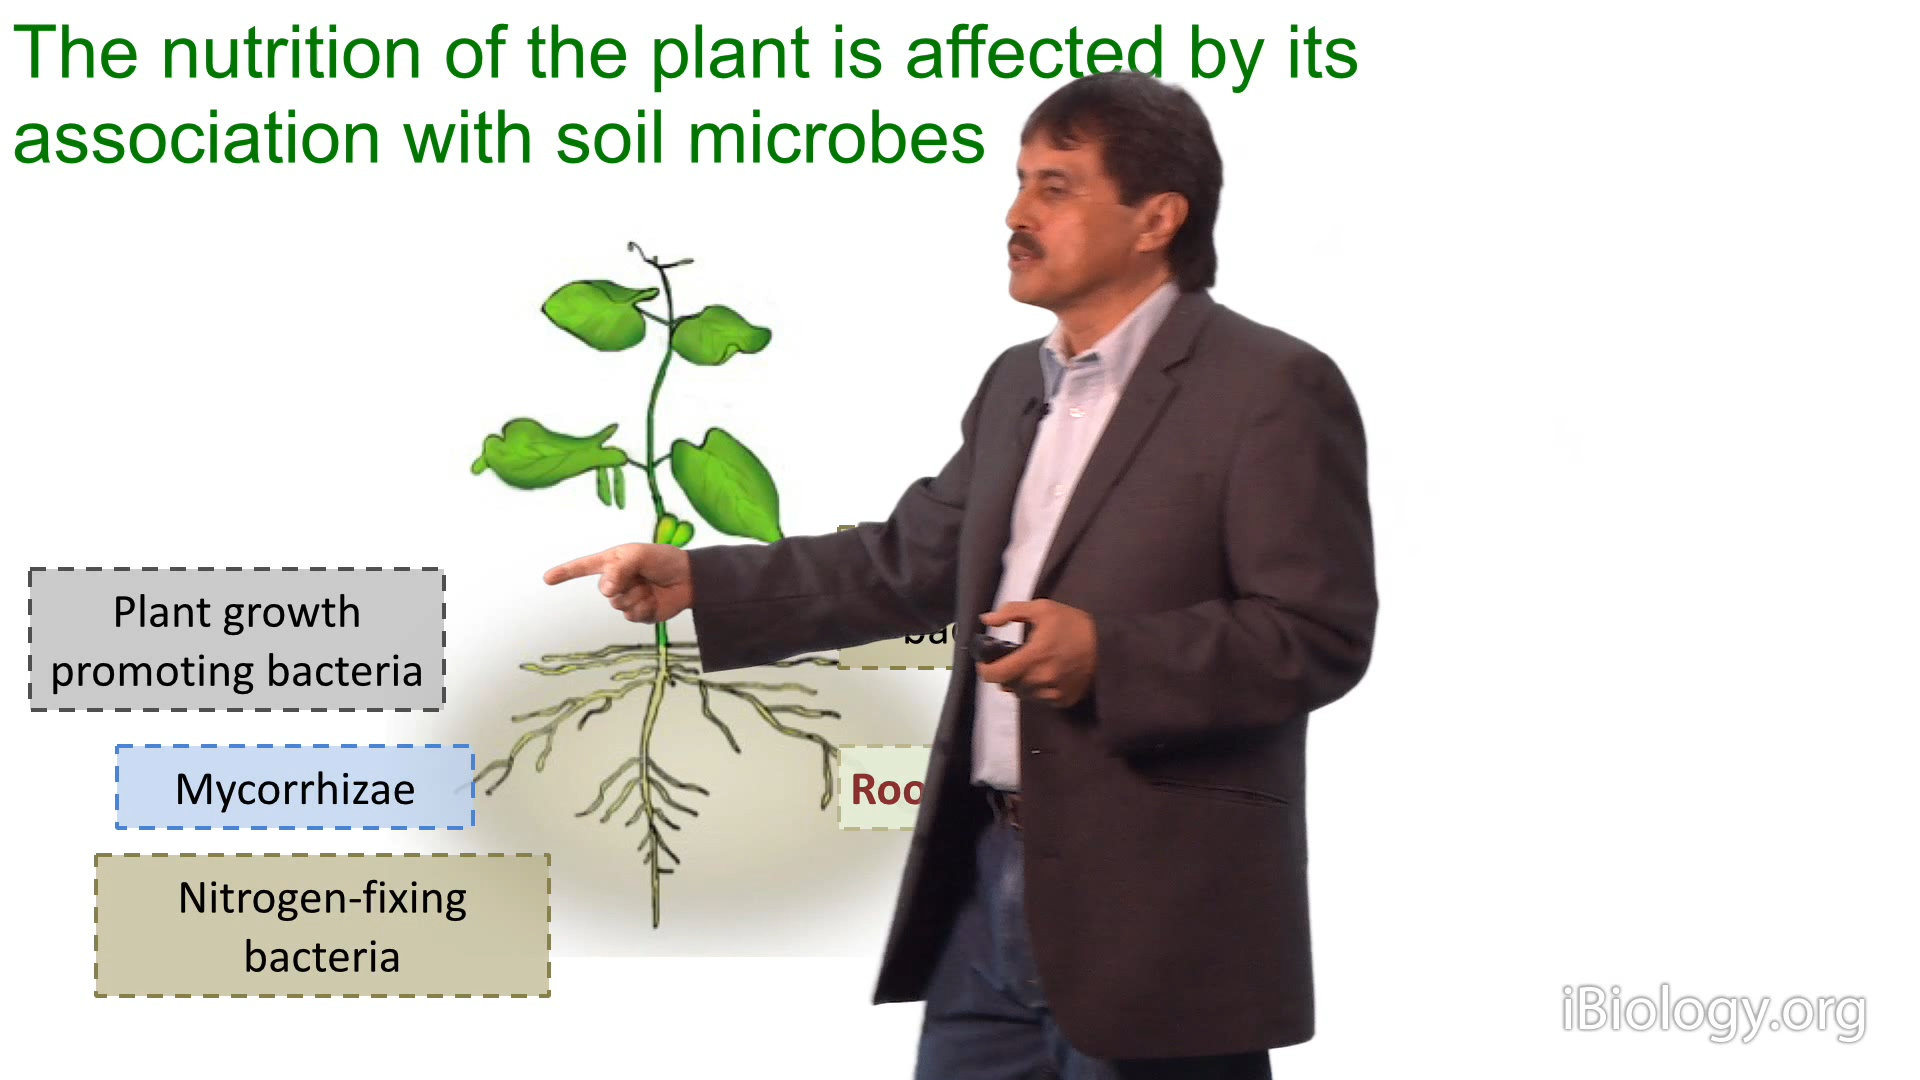 The nutrition of the plant is affected by its
association with soil microbes
Plant growth
promoting bacteria
Mycorrhizae
Nitrogen-fixing
bacteria
iBiology.org